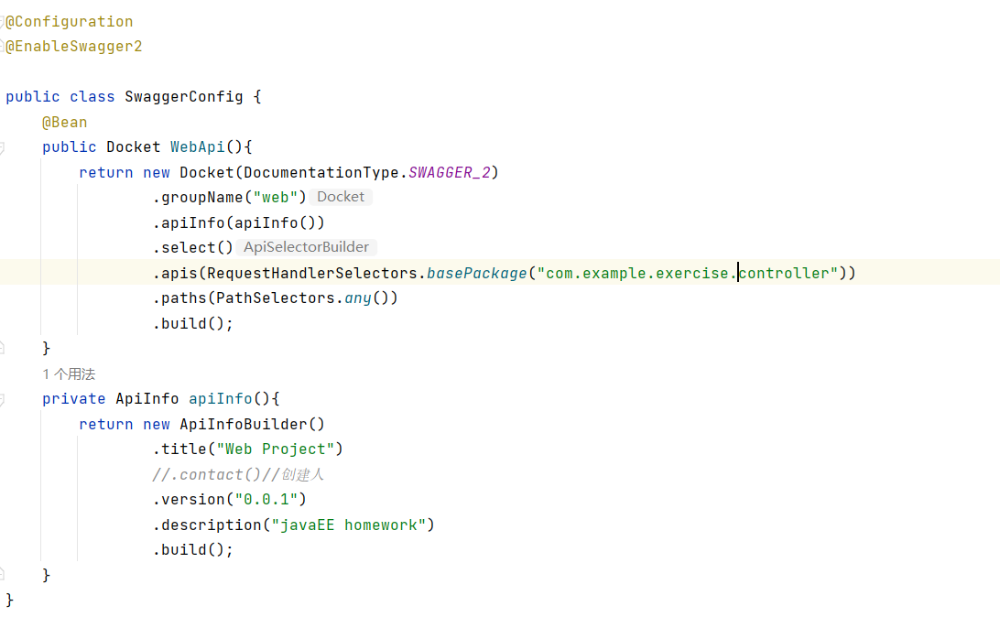 @Configuration
@EnableSwagger2
public class SwaggerConfig {
@Bean
public Docket WebApi(){
return new Docket(DocumentationType.SWAGGER_2)
.groupName("web") Docket
.apiInfo(apiInfo())
.select() ApiSelectorBuilder
.apis(RequestHandlerSelectors.basePackage("com.example.exercise.controller"))
.paths(PathSelectors.any())
.build();
}
1 个用法
private ApiInfo apiInfo(){
return new ApiInfoBuilder()
.title("Web Project")
//.contact()//创建人
.version("0.0.1")
.description("javaEE homework")
.build();
}
}